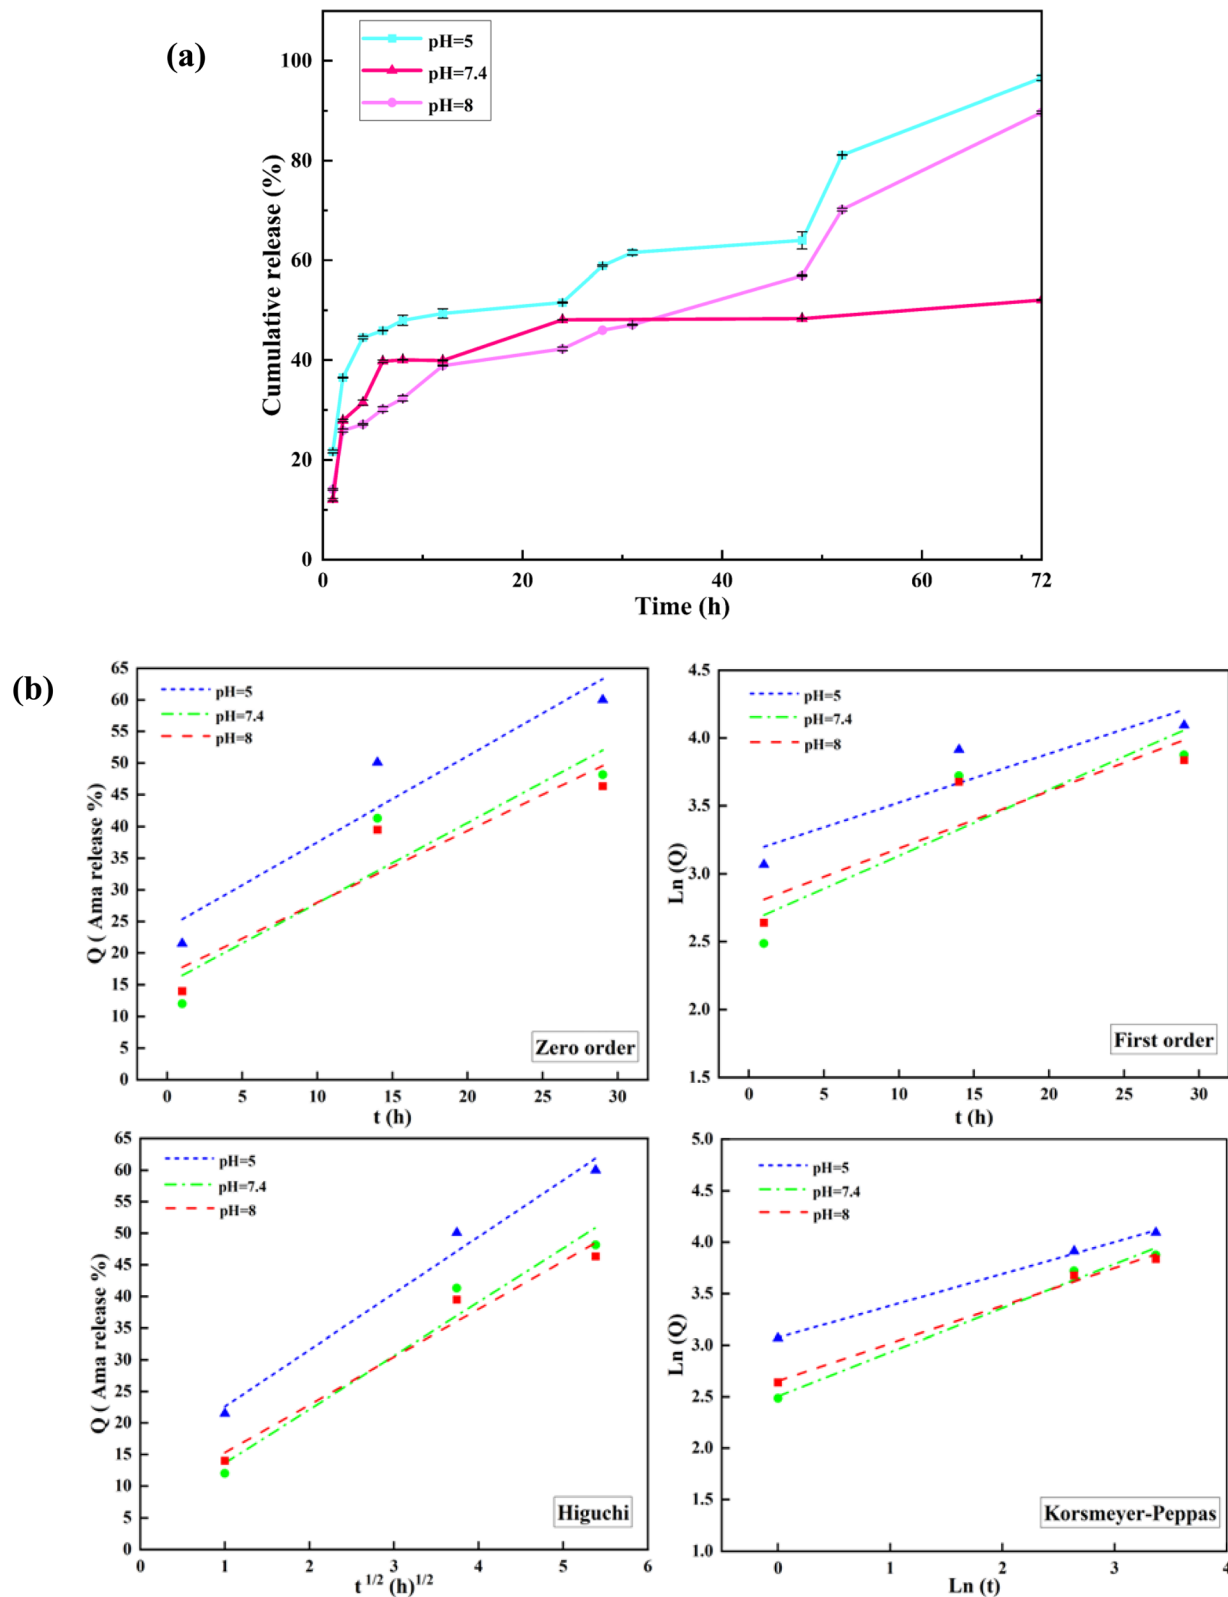 (a)
pH=5
pH=7.4
pH=8
100
80
60
40
20
0
Cumulative release (%)
0 20 40 60 72
Time (h)
(b)
65
60
55
50
45
40
35
30
25
20
15
10
5
0
Q ( Ama release %)
pH=5
pH=7.4
pH=8
Zero order
0 5 10 15 20 25 30
t (h)
4.5
4.0
3.5
3.0
2.5
2.0
1.5
Ln (Q)
pH=5
pH=7.4
pH=8
First order
0 5 10 15 20 25 30
t (h)
65
60
55
50
45
40
35
30
25
20
15
10
5
0
Q ( Ama release %)
pH=5
pH=7.4
pH=8
Higuchi
0 1 2 3 4 5 6
t 1/2 (h)1/2
5.0
4.5
4.0
3.5
3.0
2.5
2.0
1.5
1.0
Ln (Q)
pH=5
pH=7.4
pH=8
Korsmeyer-Peppas
0 1 2 3 4
Ln (t)